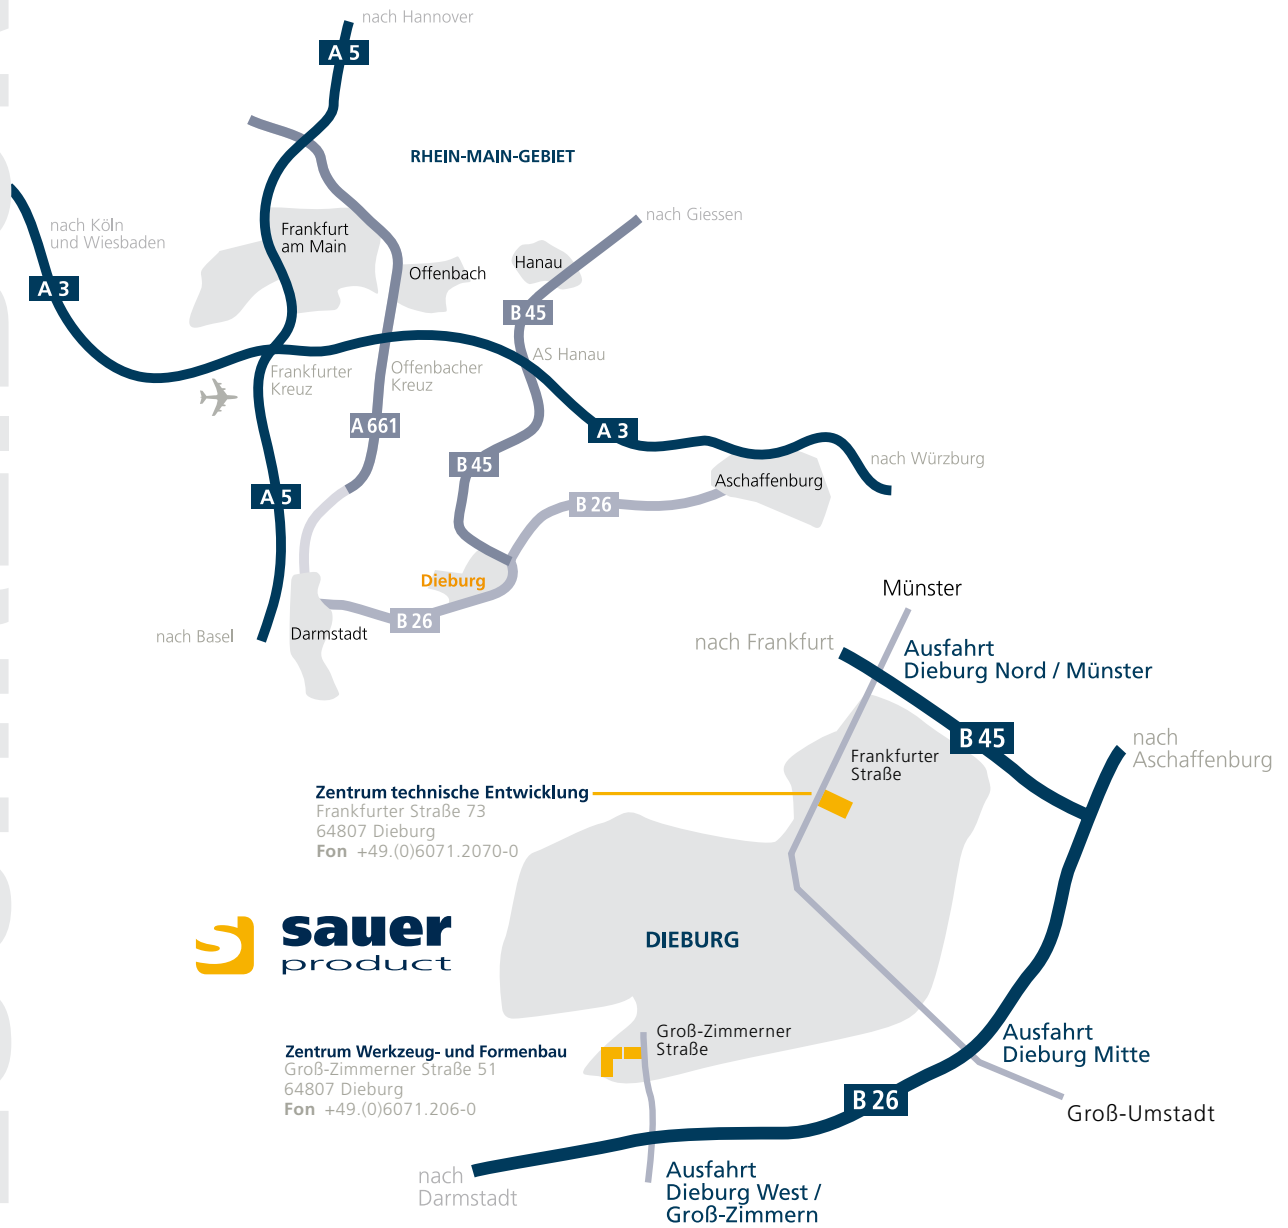 nach Hannover
A 5
RHEIN-MAIN-GEBIET
nach Köln
und Wiesbaden
Frankfurt
am Main
nach Giessen
Offenbach
Hanau
A 3
B 45
AS Hanau
Frankfurter
Kreuz
Offenbacher
Kreuz
A 661
A 3
B 45
nach Würzburg
Aschaffenburg
A 5
B 26
Dieburg
B 26
nach Basel
Darmstadt
Münster
nach Frankfurt
Ausfahrt
Dieburg Nord / Münster
B 45
nach
Aschaffenburg
Frankfurter
Straße
Zentrum technische Entwicklung
Frankfurter Straße 73
64807 Dieburg
Fon +49.(0)6071.2070-0
sauer
product
DIEBURG
Groß-Zimmerner
Straße
Ausfahrt
Dieburg Mitte
Zentrum Werkzeug- und Formenbau
Groß-Zimmerner Straße 51
64807 Dieburg
Fon +49.(0)6071.206-0
B 26
Groß-Umstadt
nach
Darmstadt
Ausfahrt
Dieburg West /
Groß-Zimmern